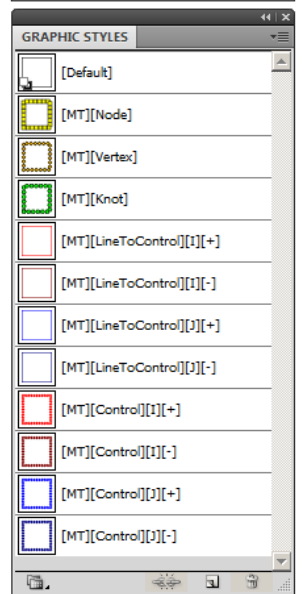 GRAPHIC STYLES
[Default]
[MT][Node]
[MT][Vertex]
[MT][Knot]
[MT][LineToControl][I][+]
[MT][LineToControl][I][-]
[MT][LineToControl][J][+]
[MT][LineToControl][J][-]
[MT][Control][I][+]
[MT][Control][I][-]
[MT][Control][J][+]
[MT][Control][J][-]